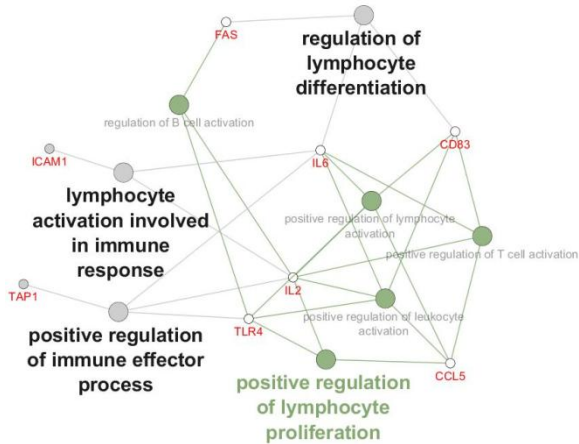 FAS
regulation of
lymphocyte
differentiation
regulation of B cell activation
CD83
ICAM1
IL6
lymphocyte
activation involved
in immune
response
positive regulation of lymphocyte
activation
positive regulation of T cell activation
TAP1
IL2
positive regulation of leukocyte
activation
TLR4
positive regulation
of immune effector
process
CCL5
positive regulation
of lymphocyte
proliferation